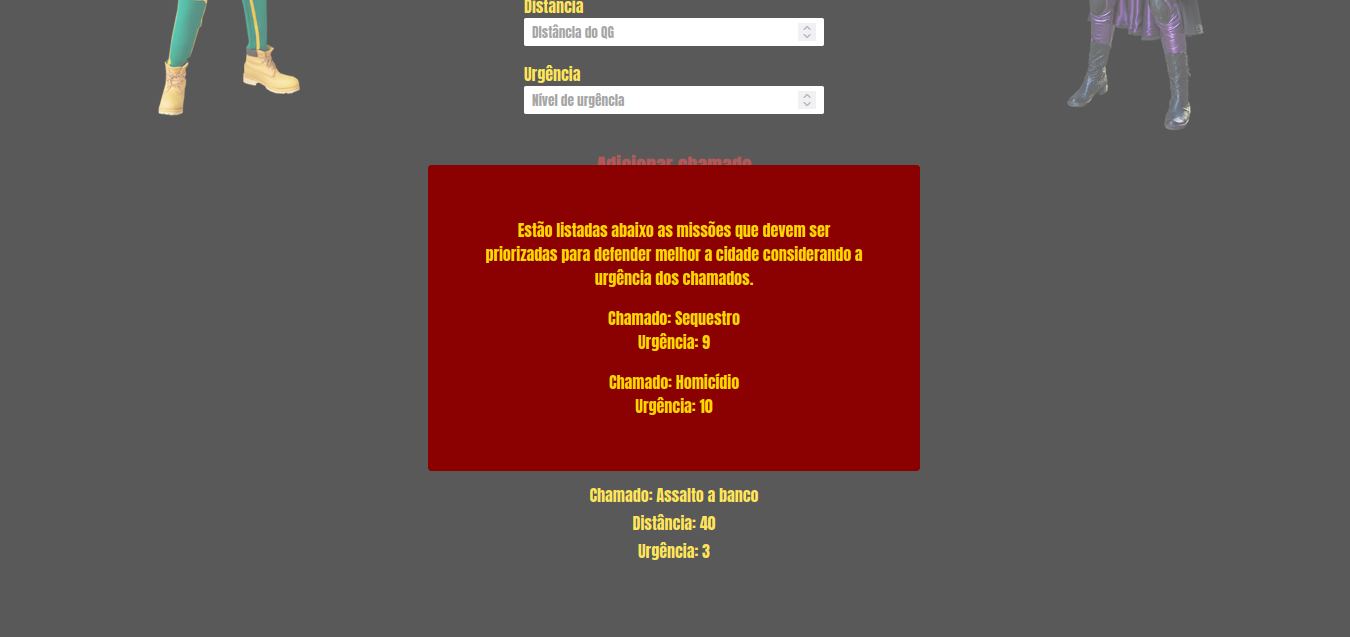 Distância
Distância do QG
Urgência
Nível de urgência
Adicionar chamado
Estão listadas abaixo as missões que devem ser
priorizadas para defender melhor a cidade considerando a
urgência dos chamados.
Chamado: Sequestro
Urgência: 9
Chamado: Homicídio
Urgência: 10
Chamado: Assalto a banco
Distância: 40
Urgência: 3